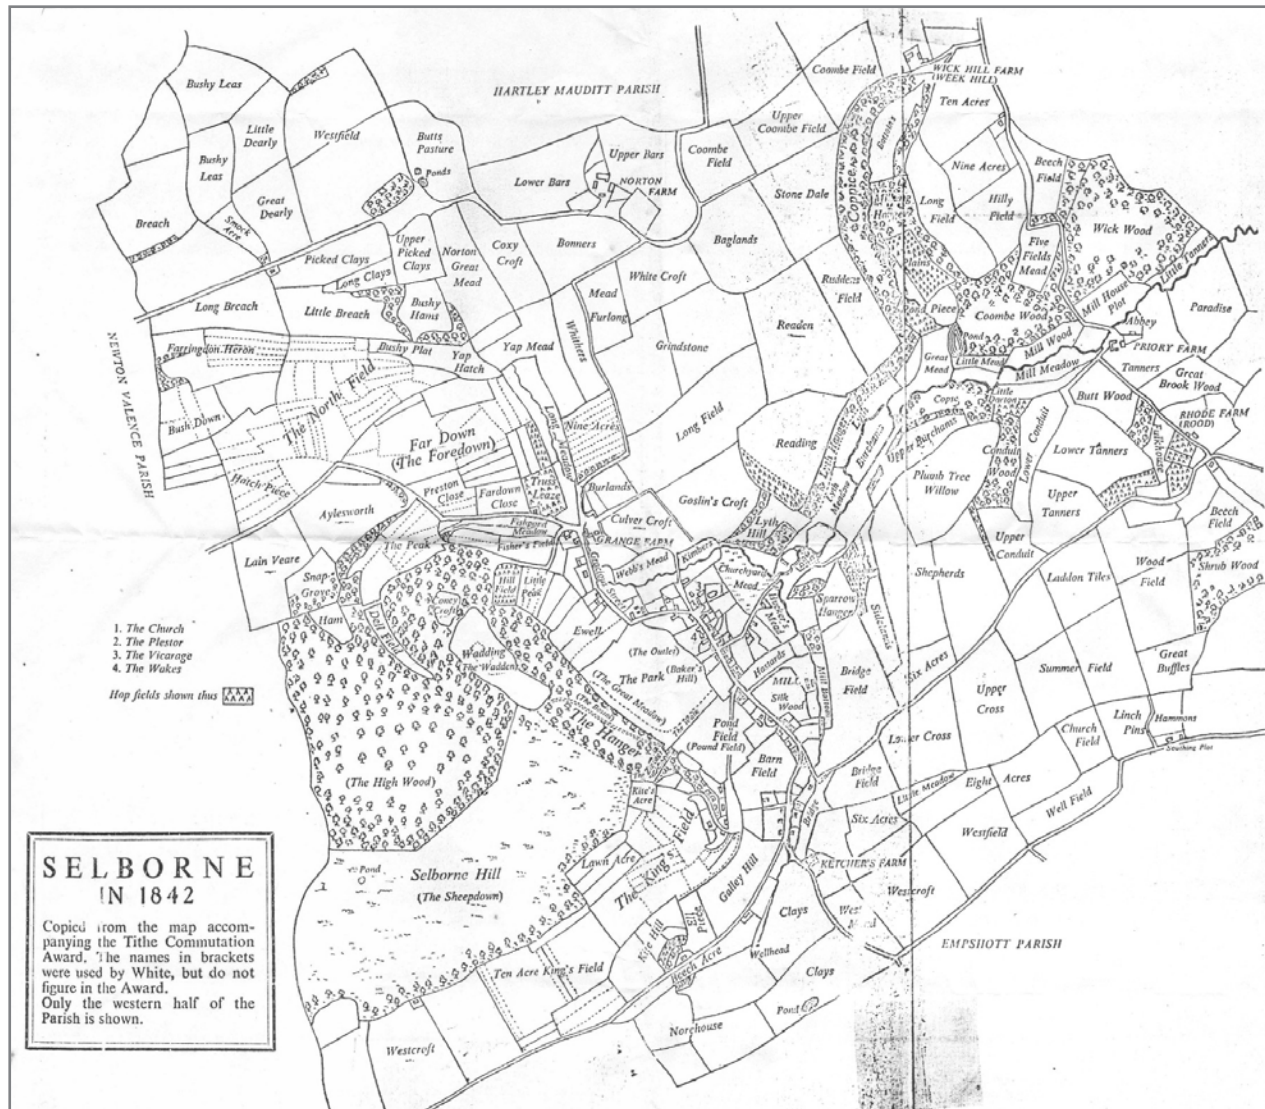 HARTLEY MAUDITT PARISH
Coombe Field
WICK HILL FARM
(WEEK HILL)
Ten Acres
Bushy Leas
Little
Dearly
Westfield
Butts
Pasture
Ponds
Upper
Coombe Field
Coombe
Field
Upper Bars
NORTON
FARM
Lower Bars
Bushy
Leas
Great
Dearly
Smock
Acre
Breach
Stone Dale
Coppice
Nine Acres
Beech
Field
Long
Field
Hilly
Field
Wick Wood
Five
Fields
Mead
Little Tanners
Picked Clays
Upper
Picked
Clays
Long Clays
Norton
Great
Mead
Coxy
Croft
Bonners
Baglands
White Croft
Mead
Furlong
Ruddens
Field
Plains
Piece
Pond
Coombe Wood
Mill House
Plot
Paradise
Long Breach
Little Breach
Bushy
Hams
Whithers
Readen
Grindstone
Great
Mead
Little Mead
Mill Wood
Mill Meadow
Abbey
PRIORY FARM
Tanners
Great
Brook Wood
NEWTON VALENCE PARISH
Farringdon Heron
Bushy Plat
Yap
Hatch
Yap Mead
The North Field
Bush Down
Hatch Piece
Far Down
(The Foredown)
Long Meadow
Nine Acres
Long Field
Reading
Lith Hanger
Copse
Upper Burchams
Conduit
Wood
Lower Conduit
Butt Wood
Lower Tanners
RHODE FARM
(ROOD)
Plumb Tree
Willow
Upper
Tanners
Upper
Conduit
Aylesworth
Preston
Close
Fardown
Close
Truss
Leaze
Burlands
Goslin's Croft
Culver Croft
GRANGE FARM
Lyth
Hill
Beech
Field
Shrub Wood
Lain Veare
The Peak
Fishpond
Meadow
Fisher's Field
Gracious Street
Webb's Mead
Kimbers
Churchyard
Mead
Shepherds
Laddon Tiles
Wood
Field
Snap
Grove
Ham
Dell Field
Coney
Croft
Hill
Field
Little
Peak
Ewell
Sparrow
Hanger
Sidelands
1. The Church
2. The Plestor
3. The Vicarage
4. The Wakes
Hop fields shown thus
Wadding
(The Wadden)
(The Outlet)
The Park
(Baker's
Hill)
4
(The Great Meadow)
Hastards
MILL
Silk
Wood
Bridge
Field
Six Acres
Summer Field
Great
Buffles
The Hanger
Pond
Field
(Pound Field)
Barn
Field
Upper
Cross
Lower Cross
Church
Field
Linch
Pins
Hammons
(The High Wood)
Kite's
Acre
Bridge
Field
Little Meadow
Eight Acres
Well Field
Six Acres
Westfield
Bridge
Pond
Selborne Hill
(The Sheepdown)
Lawn Acre
The King's Field
Galley Hill
KETCHER'S FARM
Westcroft
Clays
EMPSHOTT PARISH
Kite Hill
Ell
Piece
Beech Acre
Wellhead
Clays
Ten Acre King's Field
Pond
Norehouse
Westcroft
SELBORNE
IN 1842
Copied from the map accom-
panying the Tithe Commutation
Award. The names in brackets
were used by White, but do not
figure in the Award.
Only the western half of the
Parish is shown.